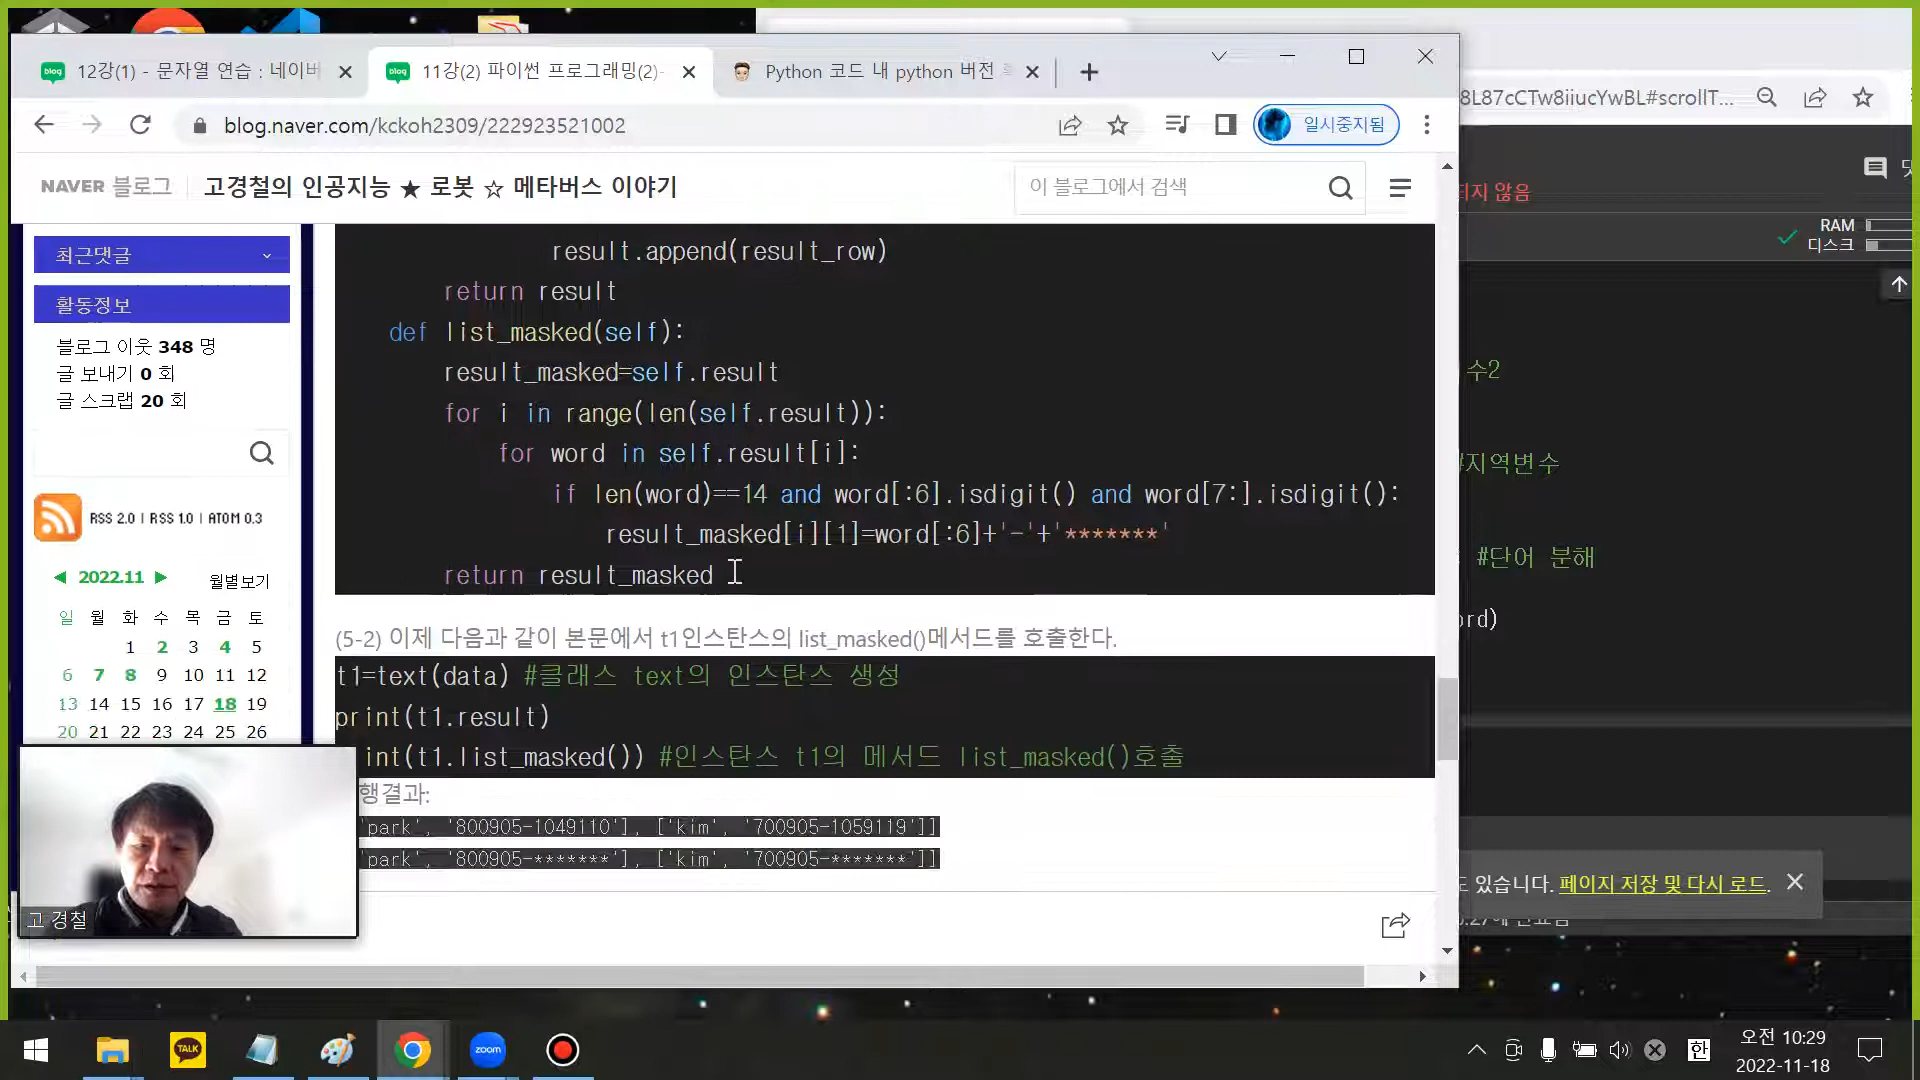 12강(1) - 문자열 연습 : 네이버
11강(2) 파이썬 프로그래밍(2)-
Python 코드 내 python 버전
8L87cCTw8iiucYwBL#scrollT...
blog.naver.com/kckoh2309/222923521002
일시중지됨
NAVER 블로그
고경철의 인공지능 ★ 로봇 ☆ 메타버스 이야기
이 블로그에서 검색
되지 않음
RAM
디스크
최근댓글
활동정보
블로그 이웃 348 명
글 보내기 0 회
글 스크랩 20 회
RSS 2.0 | RSS 1.0 | ATOM 0.3
2022.11
월별보기
일 월 화 수 목 금 토
1 2 3 4 5
6 7 8 9 10 11 12
13 14 15 16 17 18 19
20 21 22 23 24 25 26
result.append(result_row)
return result
def list_masked(self):
result_masked=self.result
for i in range(len(self.result)):
for word in self.result[i]:
if len(word)==14 and word[:6].isdigit() and word[7:].isdigit():
result_masked[i][1]=word[:6]+'-'+'*******'
return result_masked
(5-2) 이제 다음과 같이 본문에서 t1인스탄스의 list_masked()메서드를 호출한다.
t1=text(data) #클래스 text의 인스탄스 생성
print(t1.result)
int(t1.list_masked()) #인스탄스 t1의 메서드 list_masked()호출
행결과:
'park', '800905-1049110'], ['kim', '700905-1059119']]
'park', '800905-*******'], ['kim', '700905-*******']]
고 경철
수2
#지역변수
#단어 분해
ord)
도 있습니다. 페이지 저장 및 다시 로드.
TALK
zoom
한
오전 10:29
2022-11-18